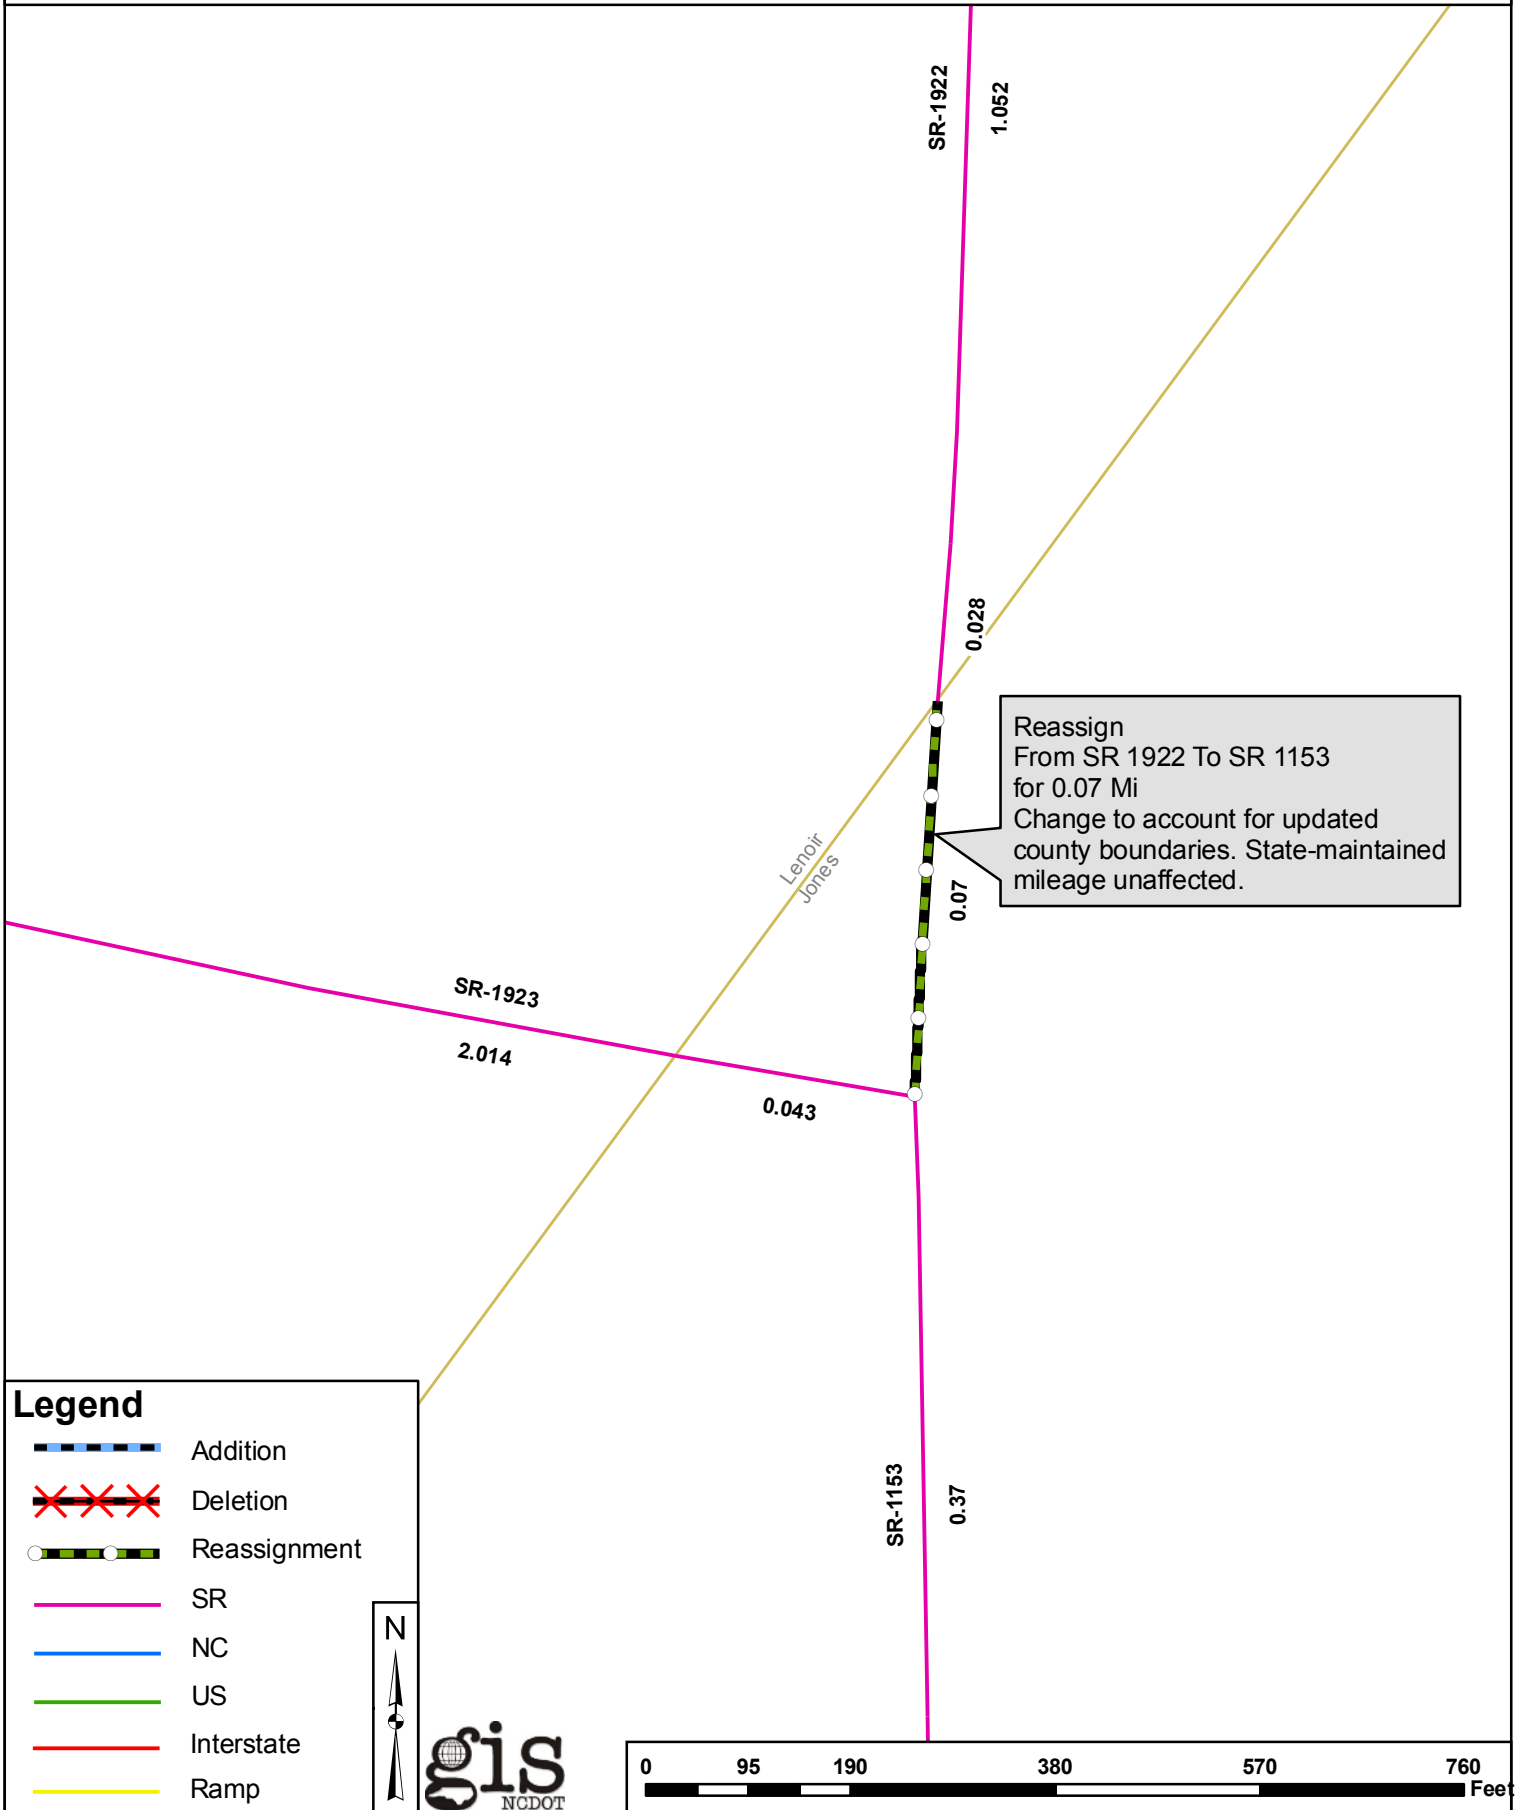 SR-1922
1.052
0.028
Reassign
From SR 1922 To SR 1153
for 0.07 Mi
Change to account for updated
county boundaries. State-maintained
mileage unaffected.
Lenoir
Jones
0.07
SR-1923
2.014
0.043
SR-1153
0.37
Legend
Addition
Deletion
Reassignment
SR
NC
US
Interstate
Ramp
N
gis
NCDOT
0 95 190 380 570 760
Feet